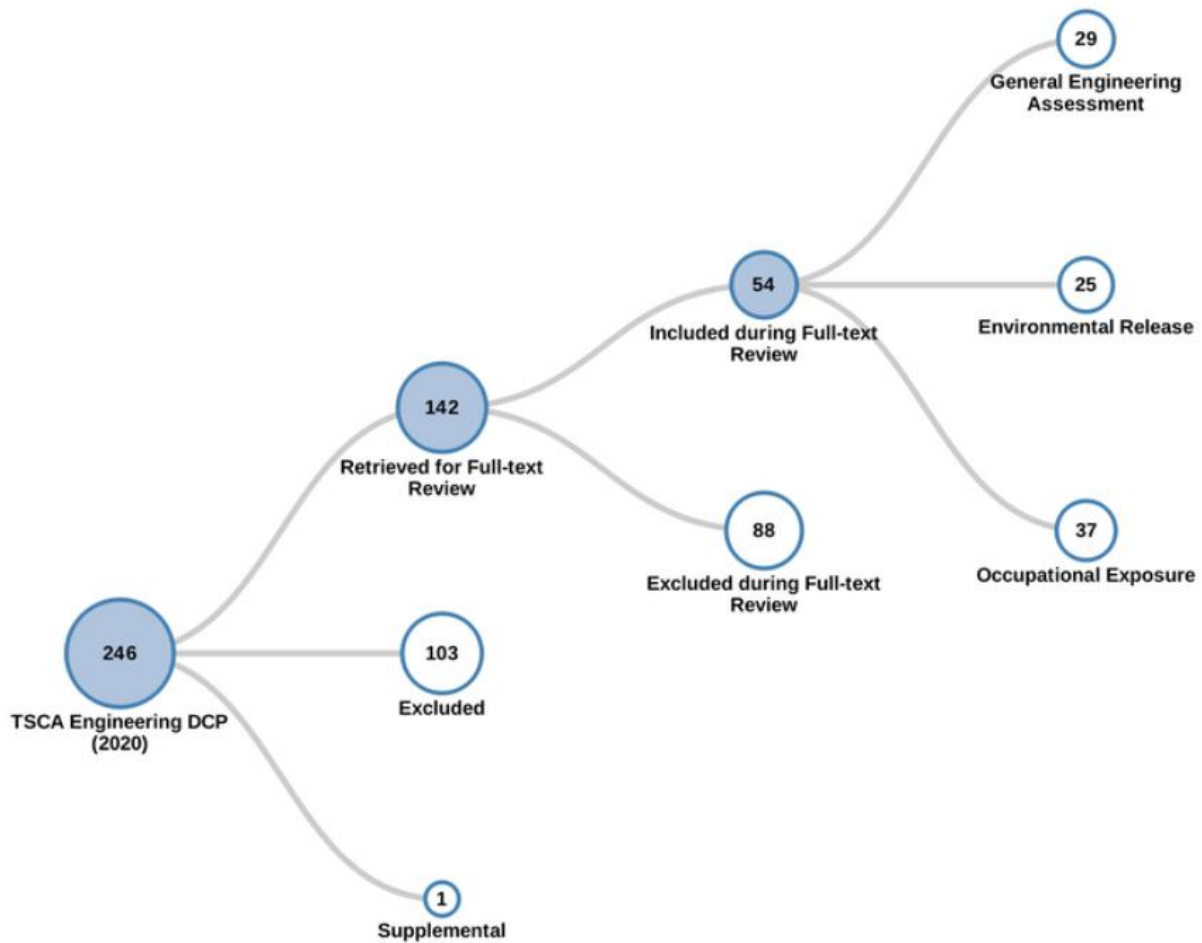 29
General Engineering
Assessment
54
Included during Full-text
Review
25
Environmental Release
142
Retrieved for Full-text
Review
88
Excluded during Full-text
Review
37
Occupational Exposure
246
TSCA Engineering DCP
(2020)
103
Excluded
1
Supplemental